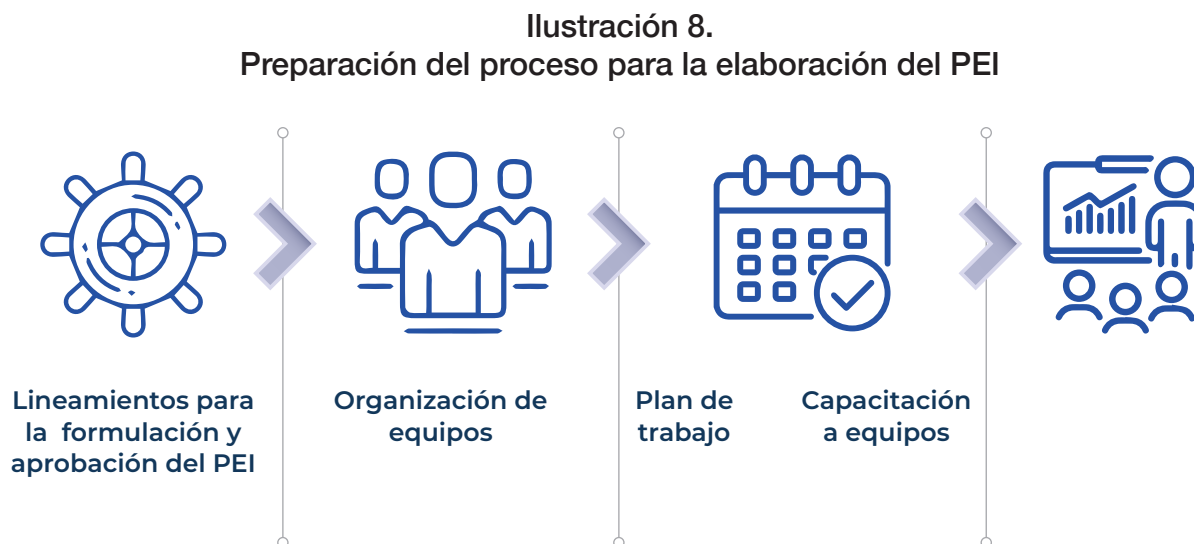 Ilustración 8.
Preparación del proceso para la elaboración del PEI
Lineamientos para
la formulación y
aprobación del PEI
Organización de
equipos
Plan de
trabajo
Capacitación
a equipos